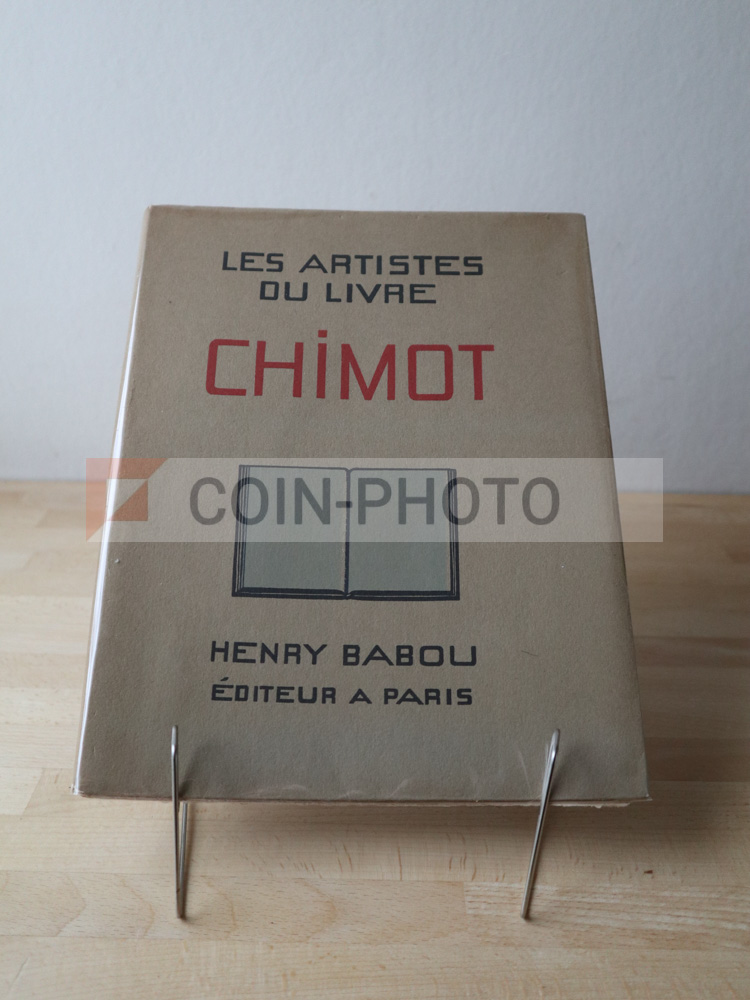 LES ARTISTES
DU LIVRE
CHiMOT
COIN-PHOTO
HENRY BABOU
ÉDITEUR A PARIS